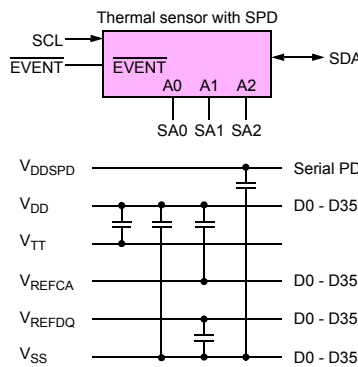 Thermal sensor with SPD
SCL
EVENT
EVENT
SDA
A0 A1 A2
SA0 SA1 SA2
VDDSPD Serial PD
VDD D0 - D35
VTT
VREFCA D0 - D35
VREFDQ D0 - D35
VSS D0 - D35